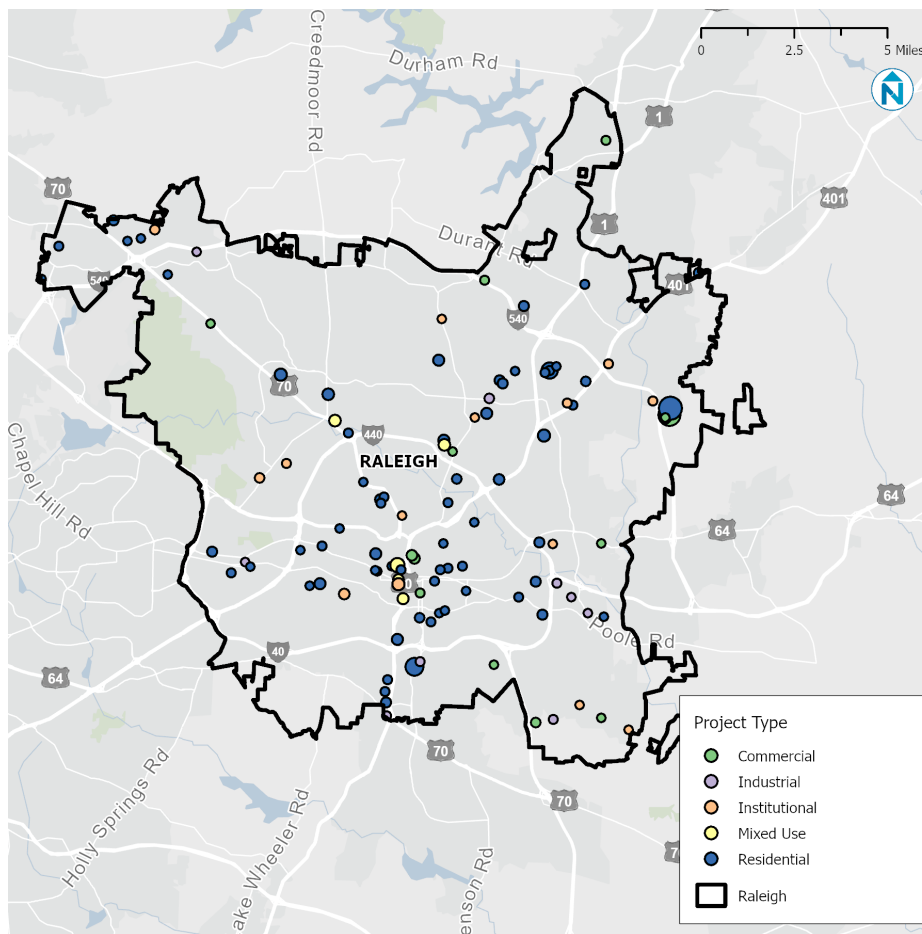 Creedmoor Rd
Durham Rd
0 2.5 5 Miles
N
1
70
401
1
Durant Rd
540
401
540
70
440
RALEIGH
Chapel Hill Rd
64
64
40
Poole Rd
64
70
70
Holly Springs Rd
Wheeler Rd
Project Type
Commercial
Industrial
Institutional
Mixed Use
Residential
Raleigh